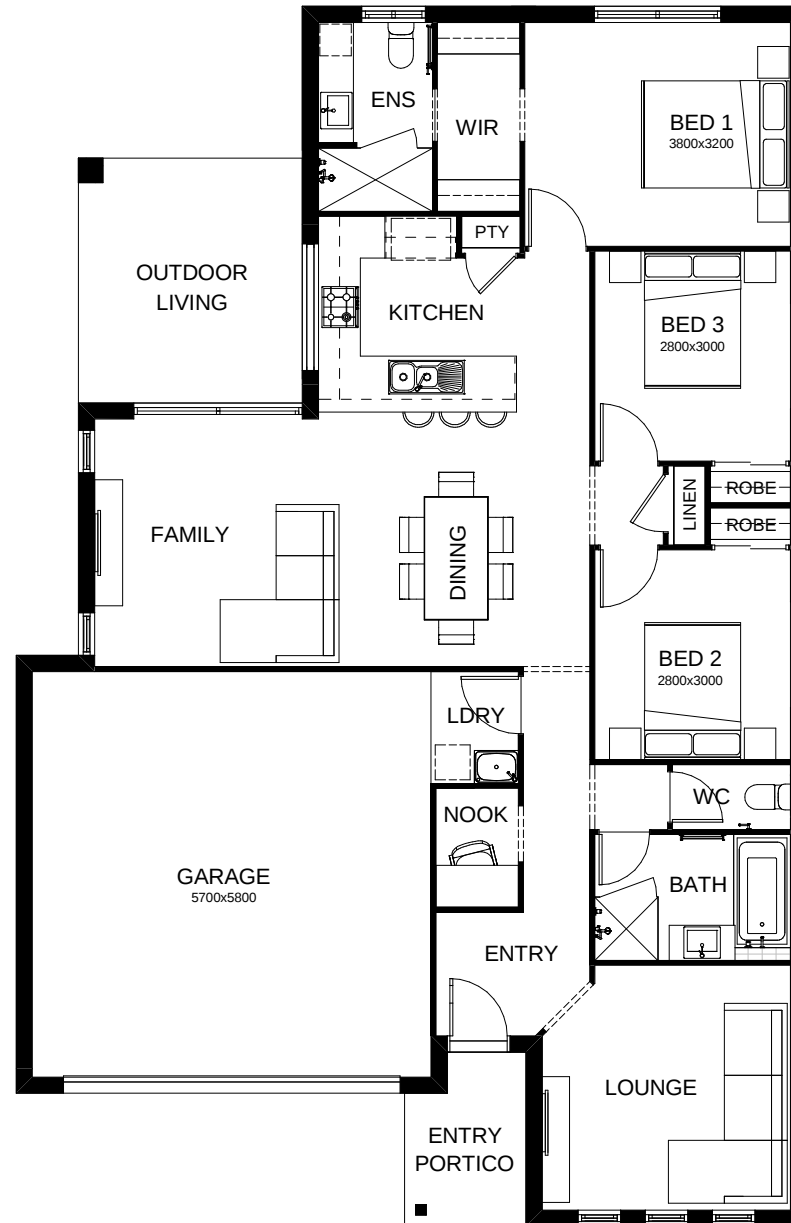 ENS
WIR
BED 1
3800x3200
PTY
OUTDOOR
LIVING
KITCHEN
BED 3
2800x3000
LINEN
ROBE
ROBE
FAMILY
DINING
BED 2
2800x3000
LDRY
WC
NOOK
GARAGE
5700x5800
BATH
ENTRY
LOUNGE
ENTRY
PORTICO